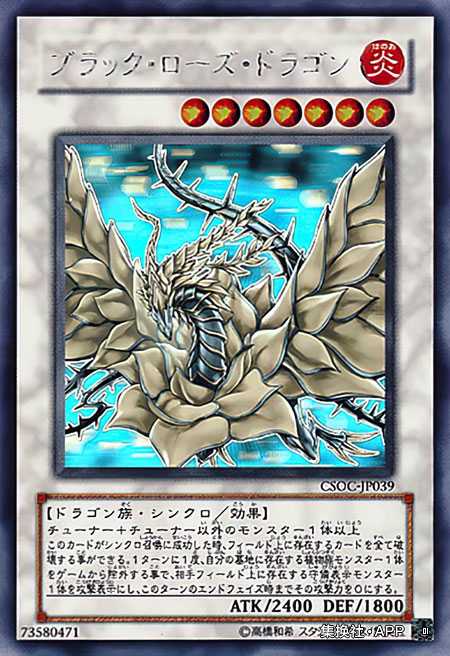 ブラック・ローズ・ドラゴン
炎
CSOC-JP039
【ドラゴン族・シンクロ／効果】
チューナー＋チューナー以外のモンスター1体以上
このカードがシンクロ召喚に成功した時、フィールド上に存在するカードを全て破
壊する事ができる。1ターンに1度、自分の墓地に存在する植物族モンスター1体
をゲームから除外する事で、相手フィールド上に存在する守備表示モンスター
1体を攻撃表示にし、このターンのエンドフェイズ時までその攻撃力を0にする。
ATK/2400 DEF/1800
73580471 ©高橋和希 スタジオ 集英社・APP